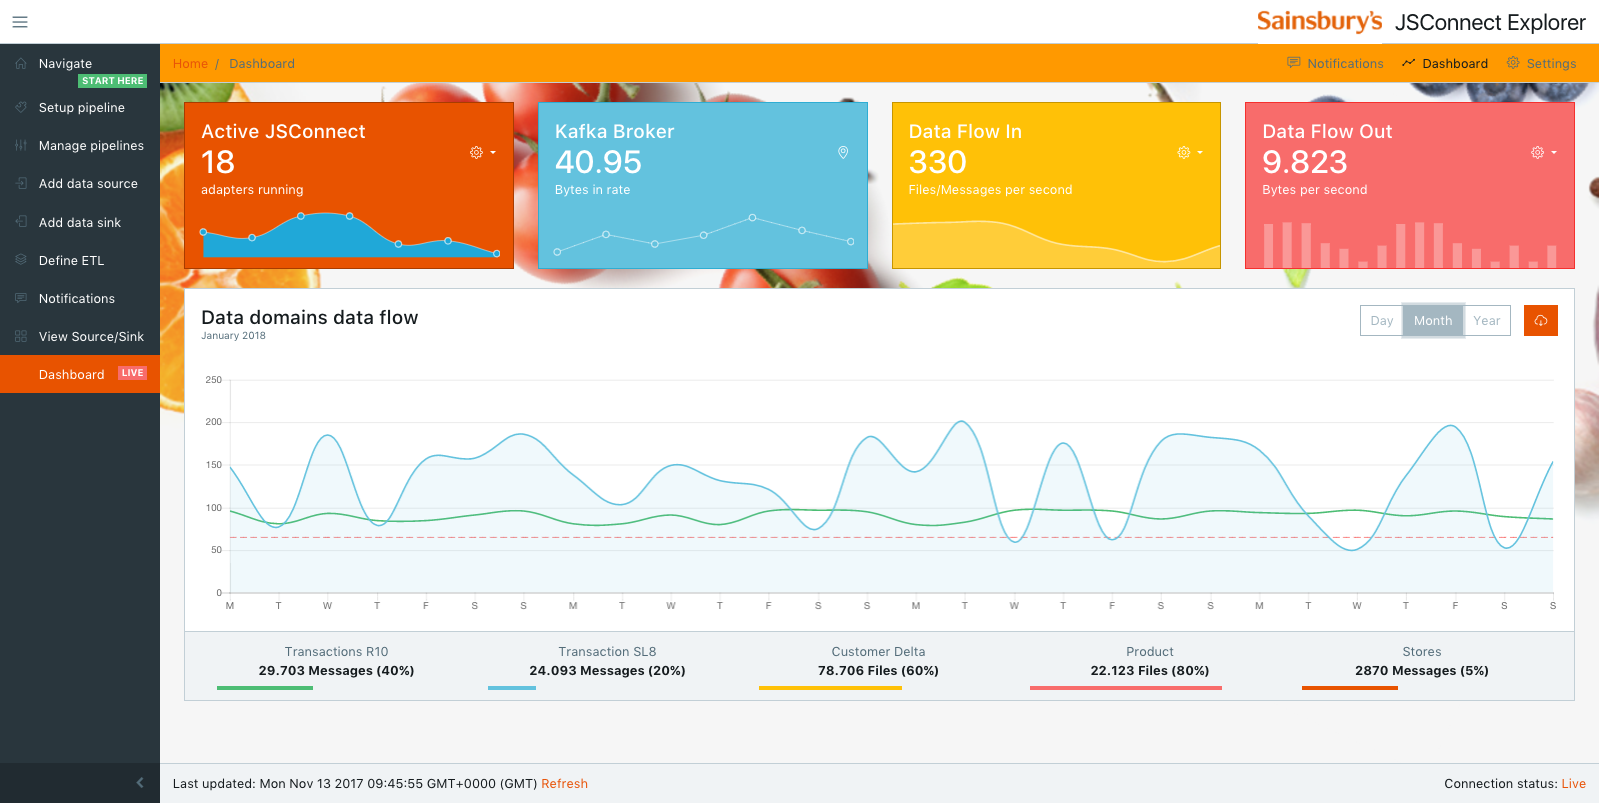 Sainsbury's JSConnect Explorer
Navigate
START HERE
Setup pipeline
Manage pipelines
Add data source
Add data sink
Define ETL
Notifications
View Source/Sink
Dashboard LIVE
Home / Dashboard
Notifications Dashboard Settings
Active JSConnect
18
adapters running
Kafka Broker
40.95
Bytes in rate
Data Flow In
330
Files/Messages per second
Data Flow Out
9.823
Bytes per second
Data domains data flow
January 2018
Day Month Year
250
200
150
100
50
0
M T W T F S S M T W T F S S M T W T F S S M T W T F S S
Transactions R10
29.703 Messages (40%)
Transaction SL8
24.093 Messages (20%)
Customer Delta
78.706 Files (60%)
Product
22.123 Files (80%)
Stores
2870 Messages (5%)
Last updated: Mon Nov 13 2017 09:45:55 GMT+0000 (GMT) Refresh
Connection status: Live